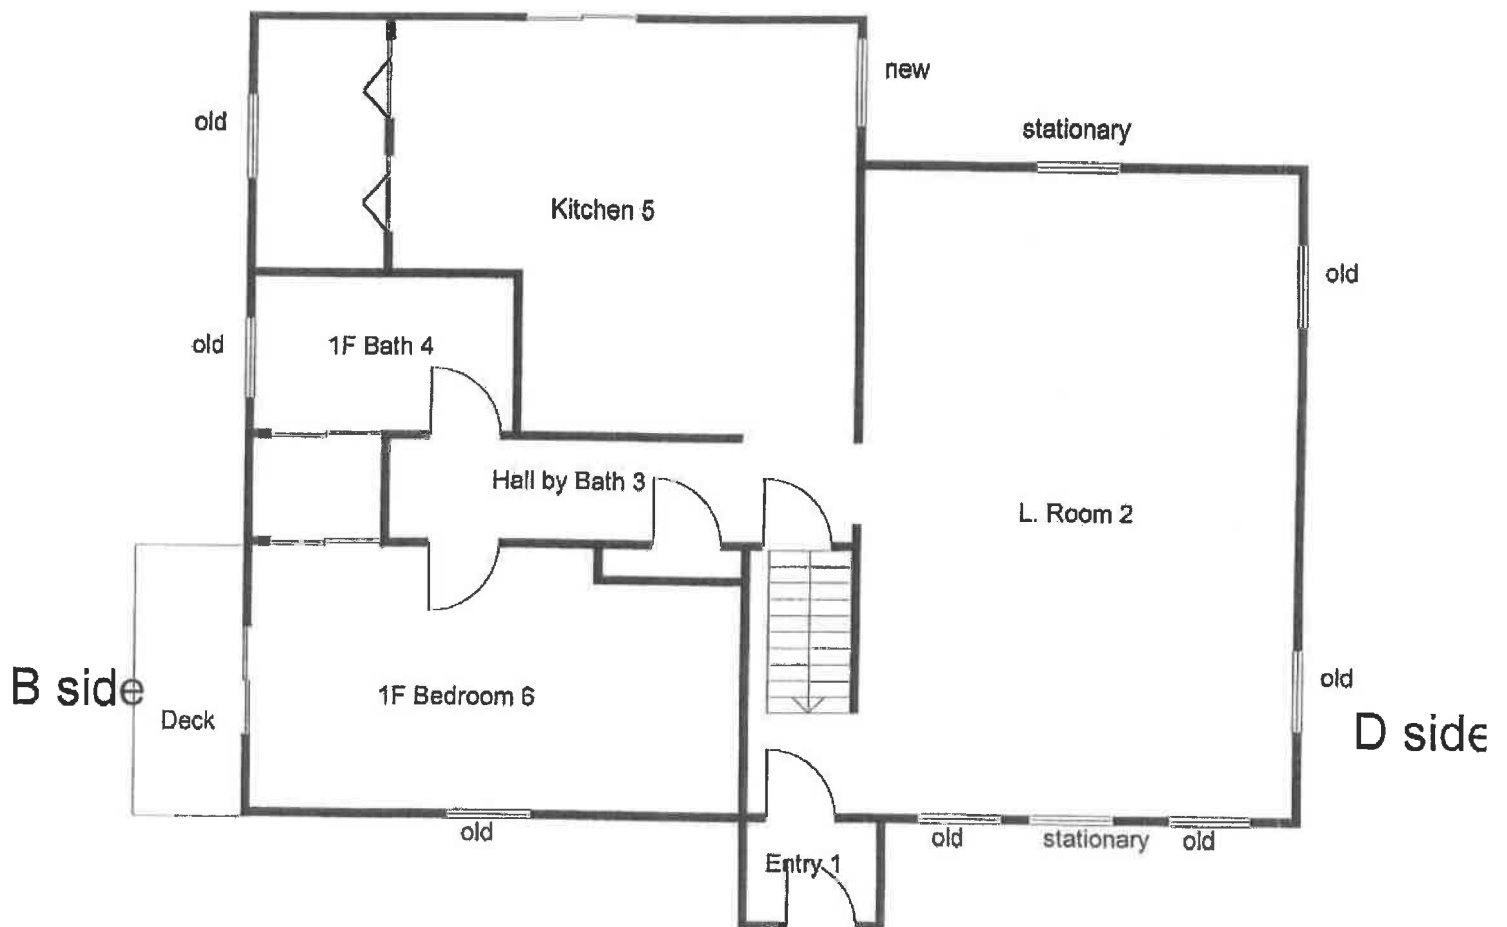 new
old
stationary
Kitchen 5
old
old
1F Bath 4
Hall by Bath 3
L. Room 2
B side
1F Bedroom 6
old
Deck
D side
old
old
stationary
old
Entry 1